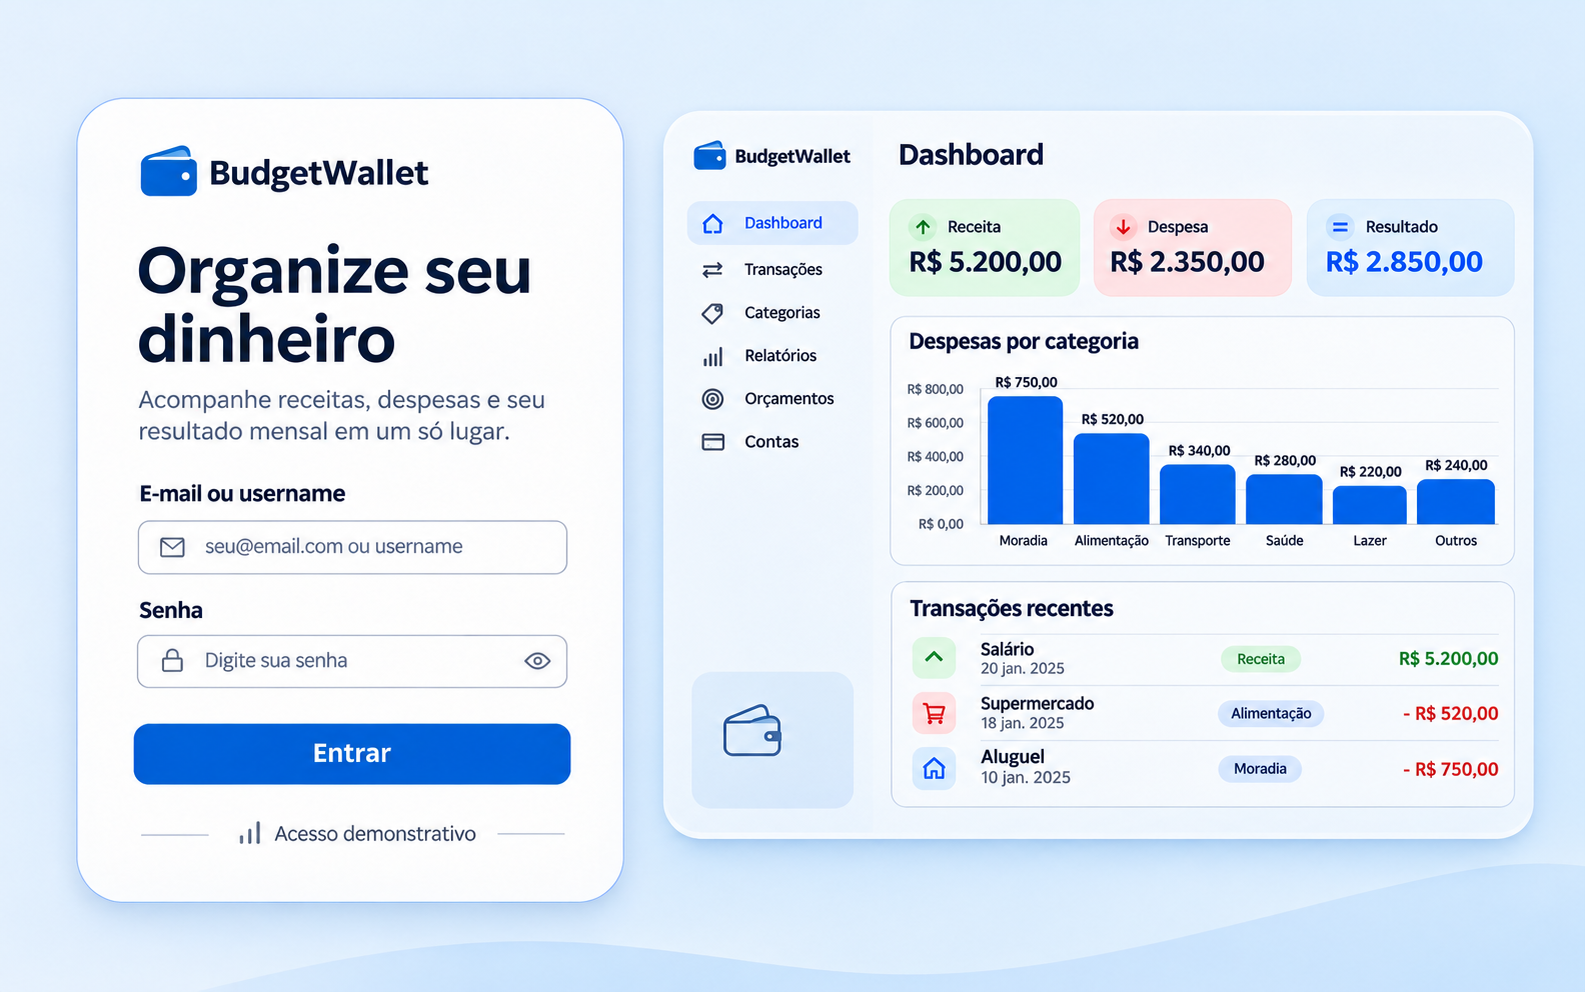 BudgetWallet
Organize seu
dinheiro
Acompanhe receitas, despesas e seu
resultado mensal em um só lugar.
E-mail ou username
seu@email.com ou username
Senha
Digite sua senha
Entrar
Acesso demonstrativo
BudgetWallet
Dashboard
Transações
Categorias
Relatórios
Orçamentos
Contas
Dashboard
Receita
R$ 5.200,00
Despesa
R$ 2.350,00
Resultado
R$ 2.850,00
Despesas por categoria
R$ 800,00
R$ 600,00
R$ 400,00
R$ 200,00
R$ 0,00
R$ 750,00
R$ 520,00
R$ 340,00
R$ 280,00
R$ 220,00
R$ 240,00
Moradia
Alimentação
Transporte
Saúde
Lazer
Outros
Transações recentes
Salário
20 jan. 2025
Receita
R$ 5.200,00
Supermercado
18 jan. 2025
Alimentação
- R$ 520,00
Aluguel
10 jan. 2025
Moradia
- R$ 750,00